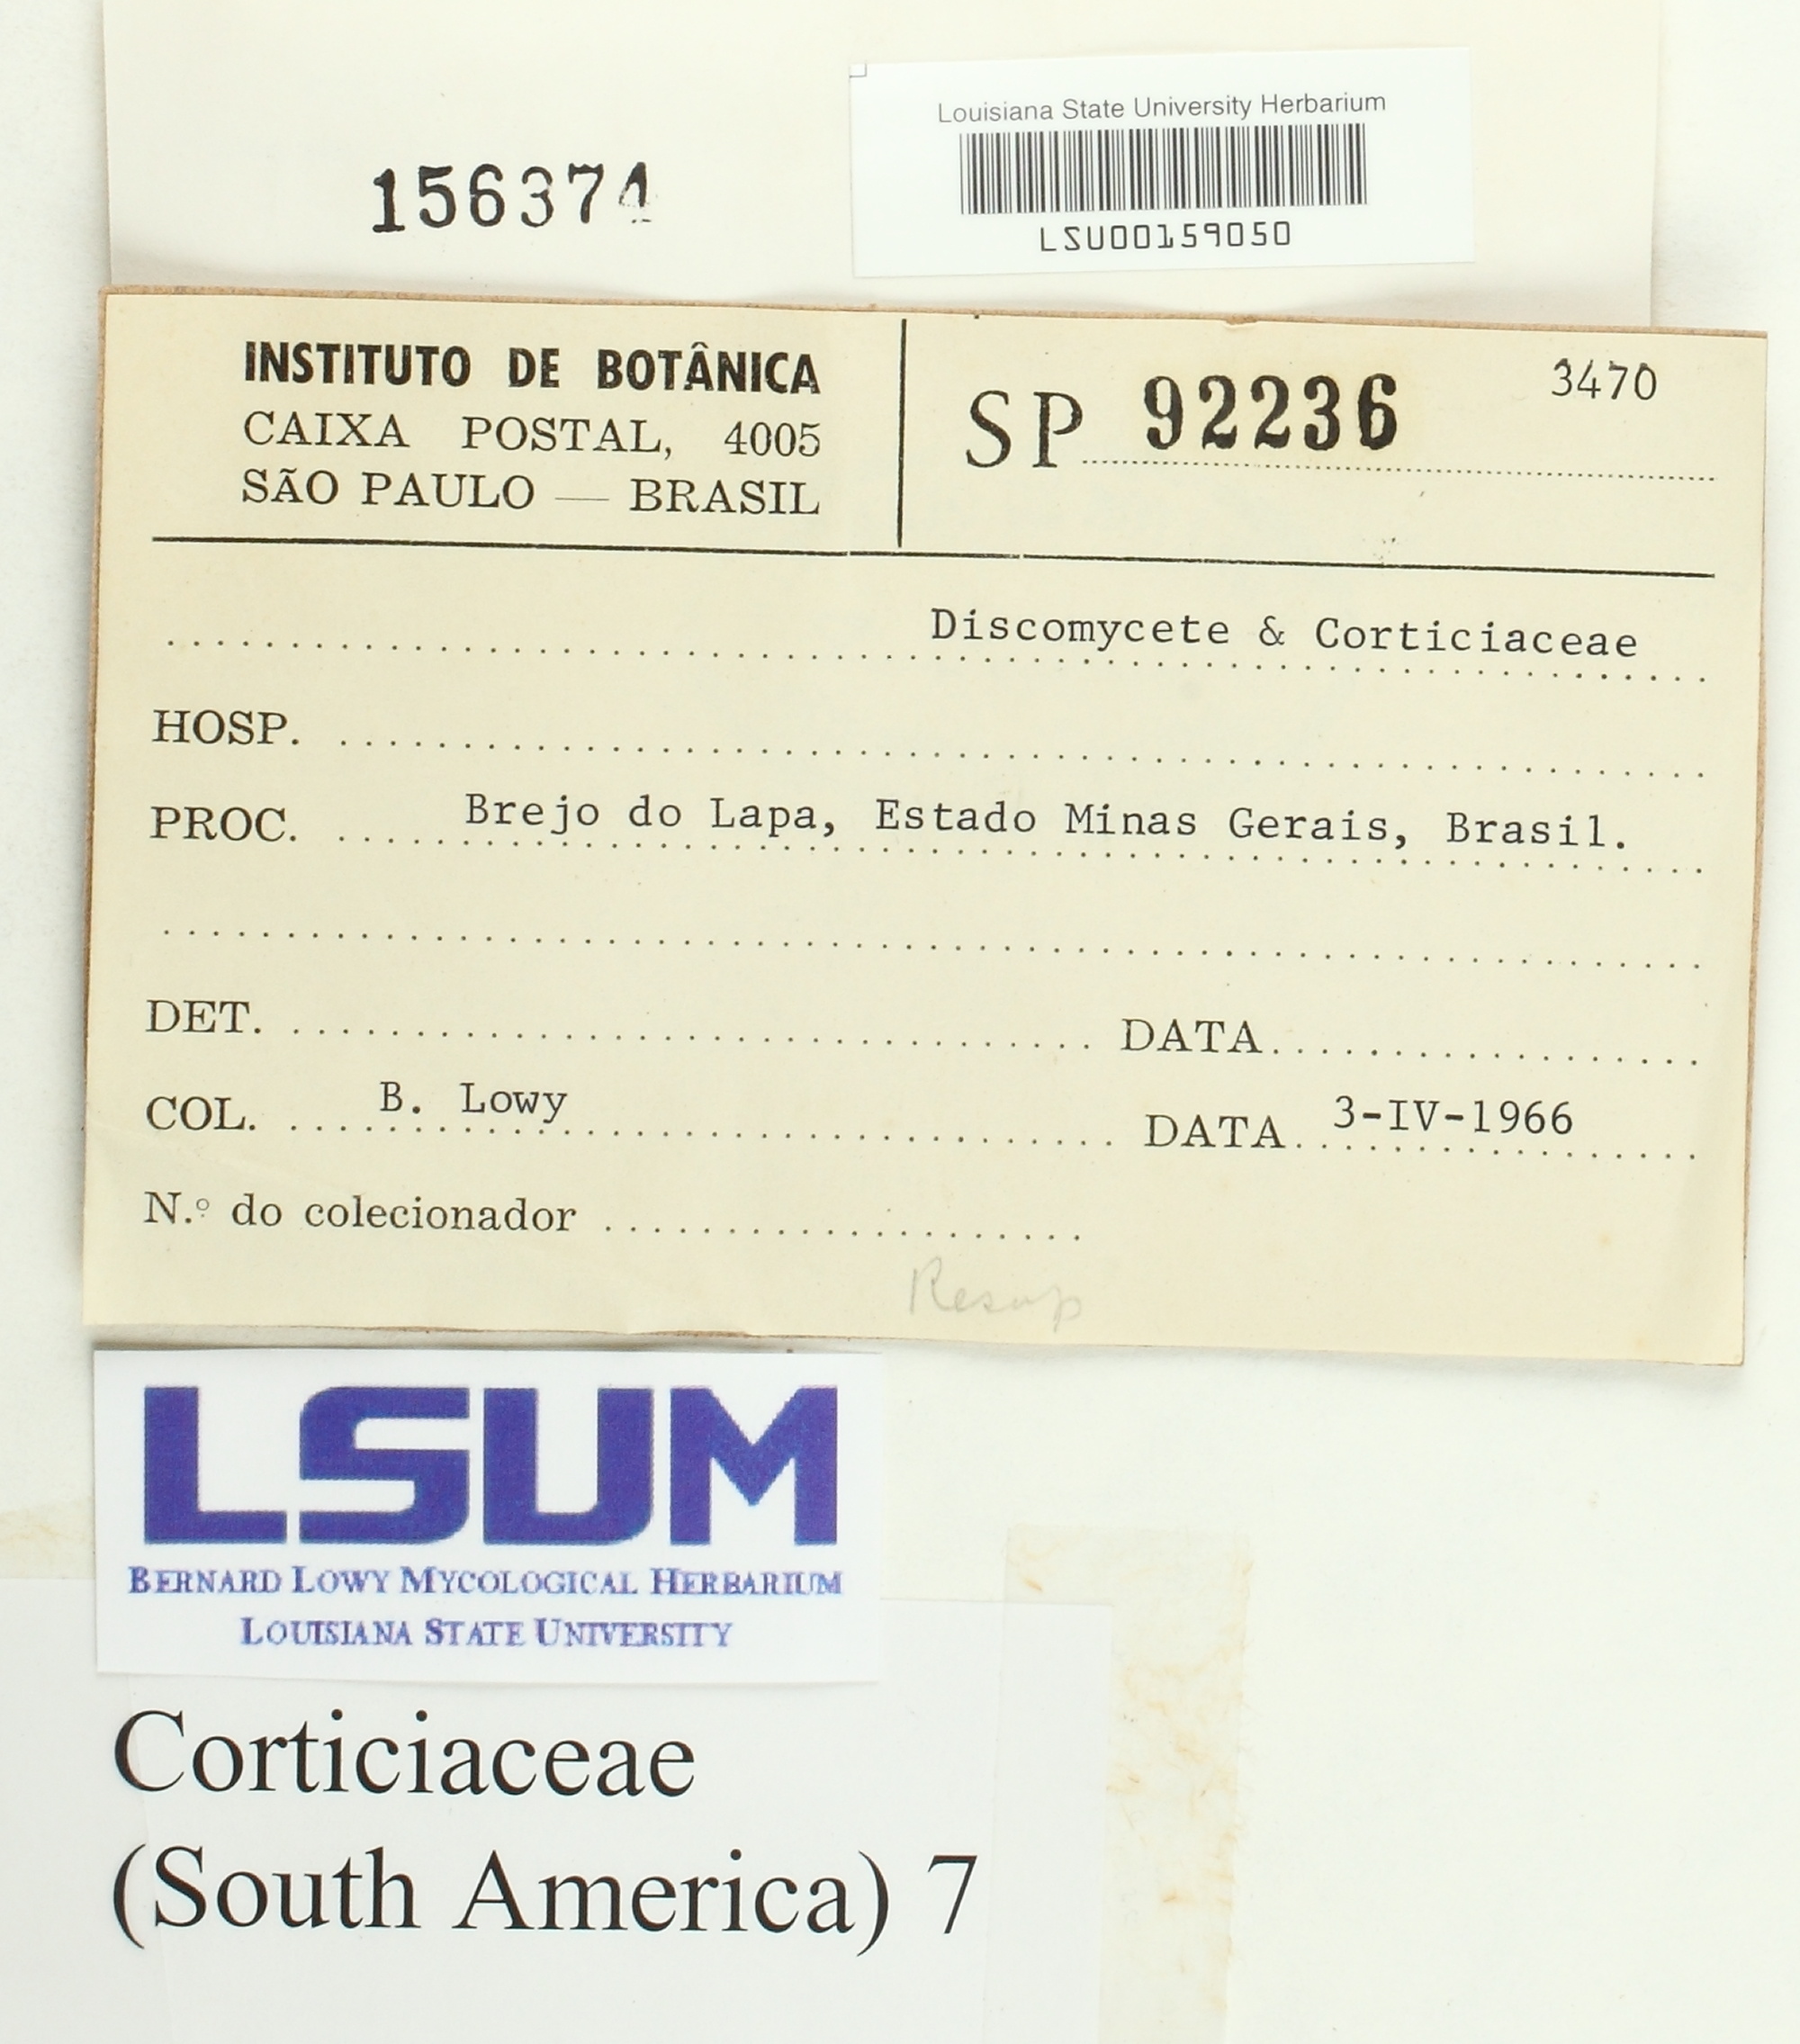 Louisiana State University Herbarium
156374
LSU00159050
INSTITUTO DE BOTÂNICA
CAIXA POSTAL, 4005
SÃO PAULO — BRASIL
SP 92236
3470
Discomycete & Corticiaceae
HOSP.
PROC. Brejo do Lapa, Estado Minas Gerais, Brasil.
DET. DATA
COL. B. Lowy DATA 3-IV-1966
N.º do colecionador
LSUM
BERNARD LOWY MYCOLOGICAL HERBARIUM
LOUISIANA STATE UNIVERSITY
Corticiaceae
(South America) 7